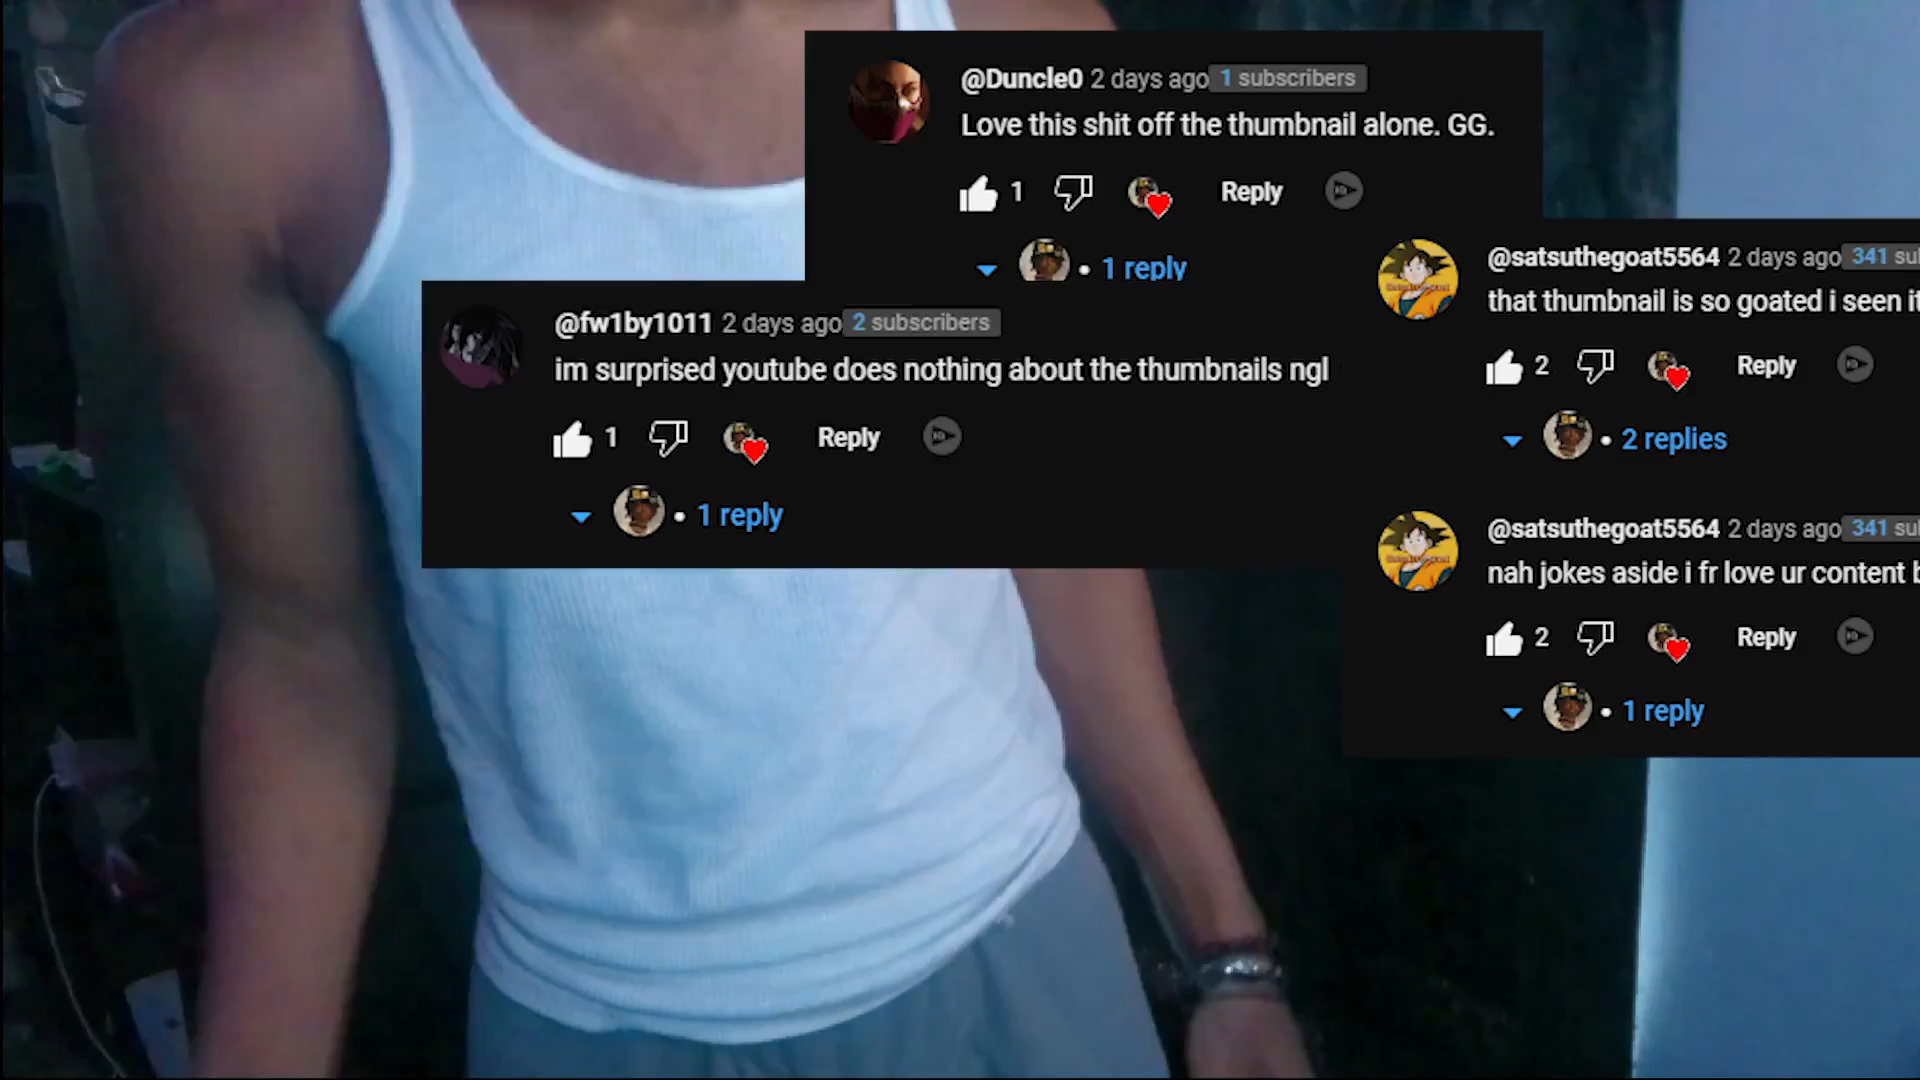 @Duncle0 2 days ago 1 subscribers
Love this shit off the thumbnail alone. GG.
1 Reply
• 1 reply
@fw1by1011 2 days ago 2 subscribers
im surprised youtube does nothing about the thumbnails ngl
1 Reply
• 1 reply
@satsuthegoat5564 2 days ago 341
that thumbnail is so goated i seen
2 Reply
• 2 replies
@satsuthegoat5564 2 days ago 341
nah jokes aside i fr love ur content
2 Reply
• 1 reply